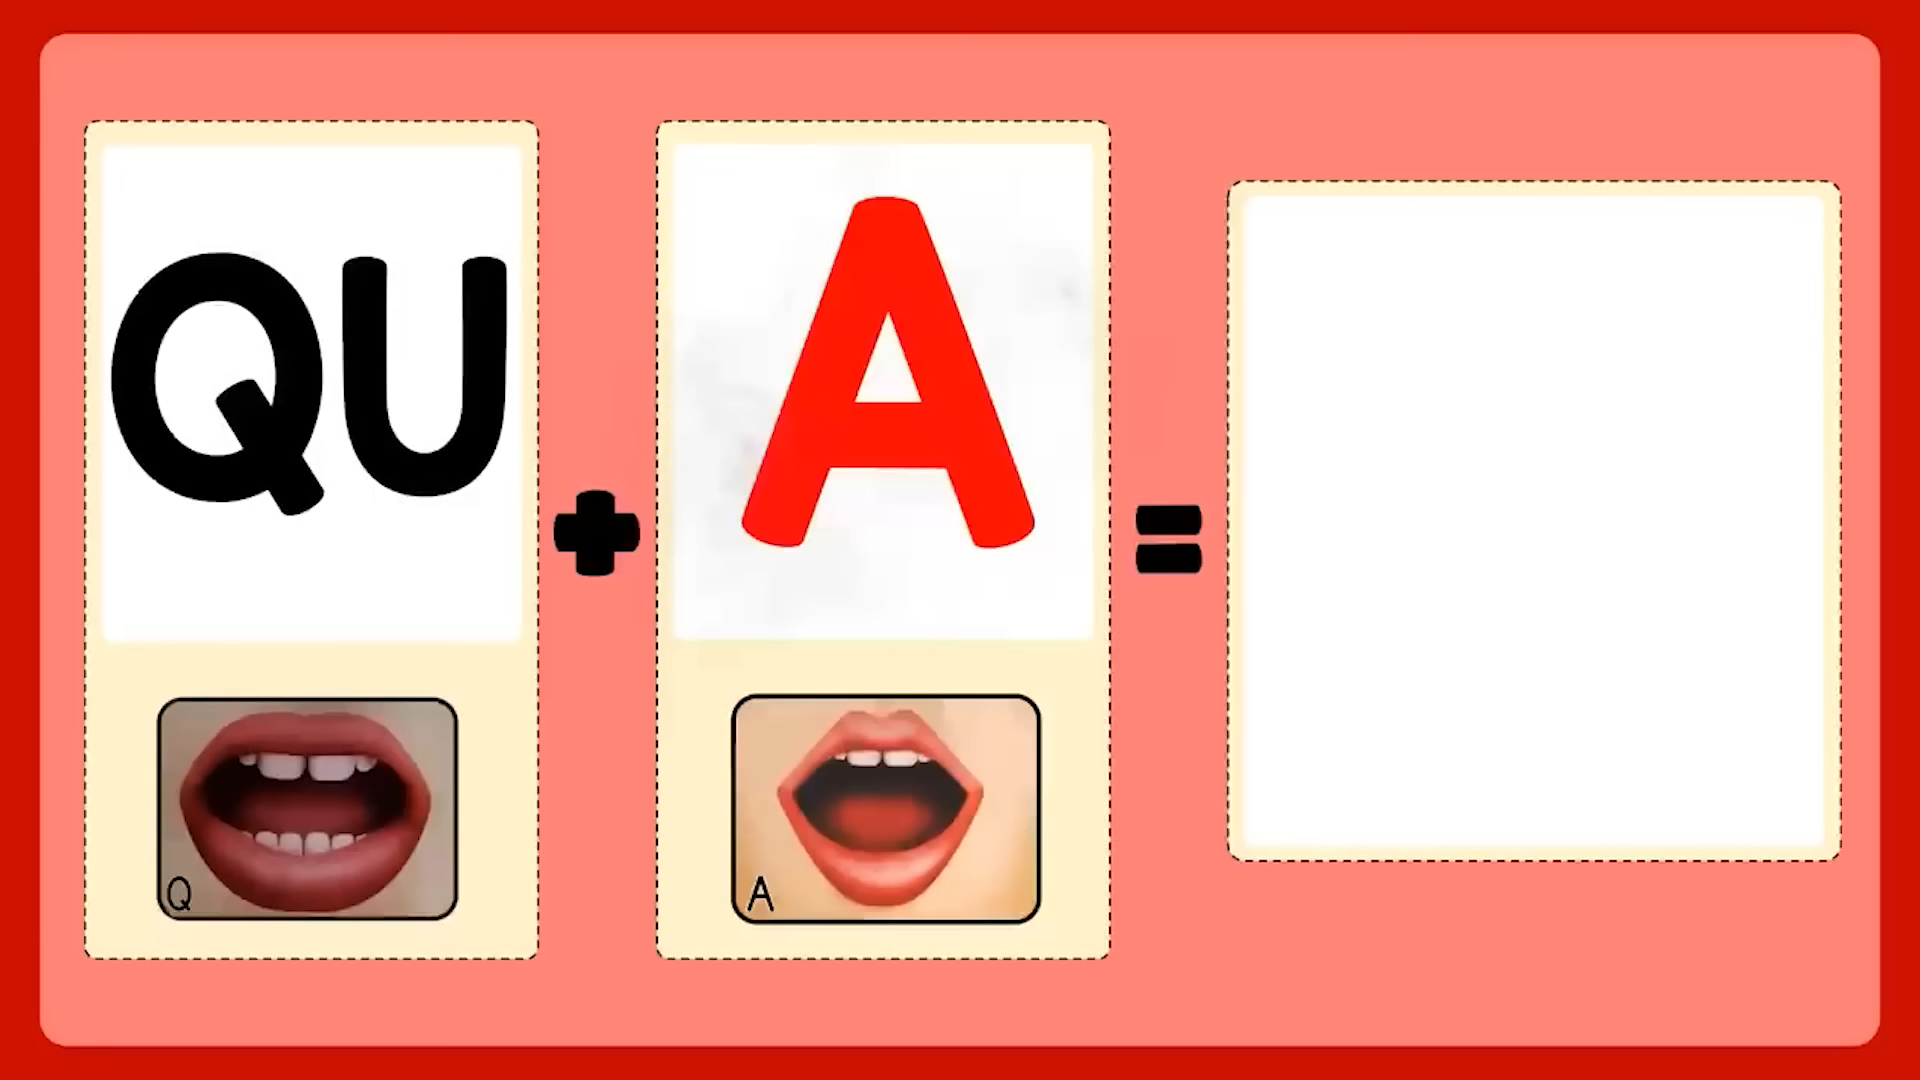 QU + A =
Q
A